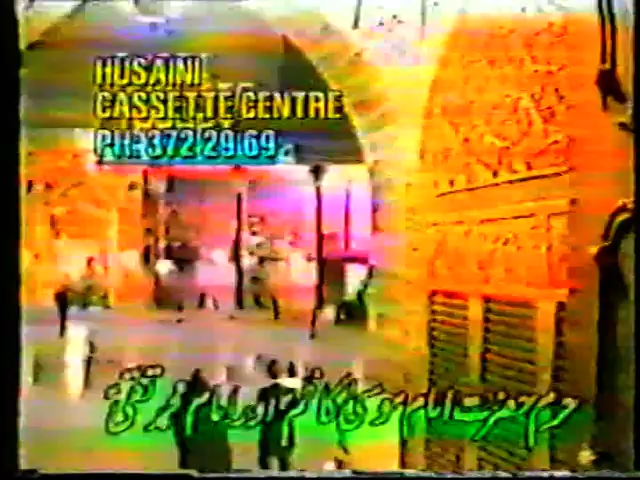 HUSAINI
CASSETTE CENTRE
PH: 372 29 69
حرم حضرت امام موسیٰ کاظم اور امام محمد تقی